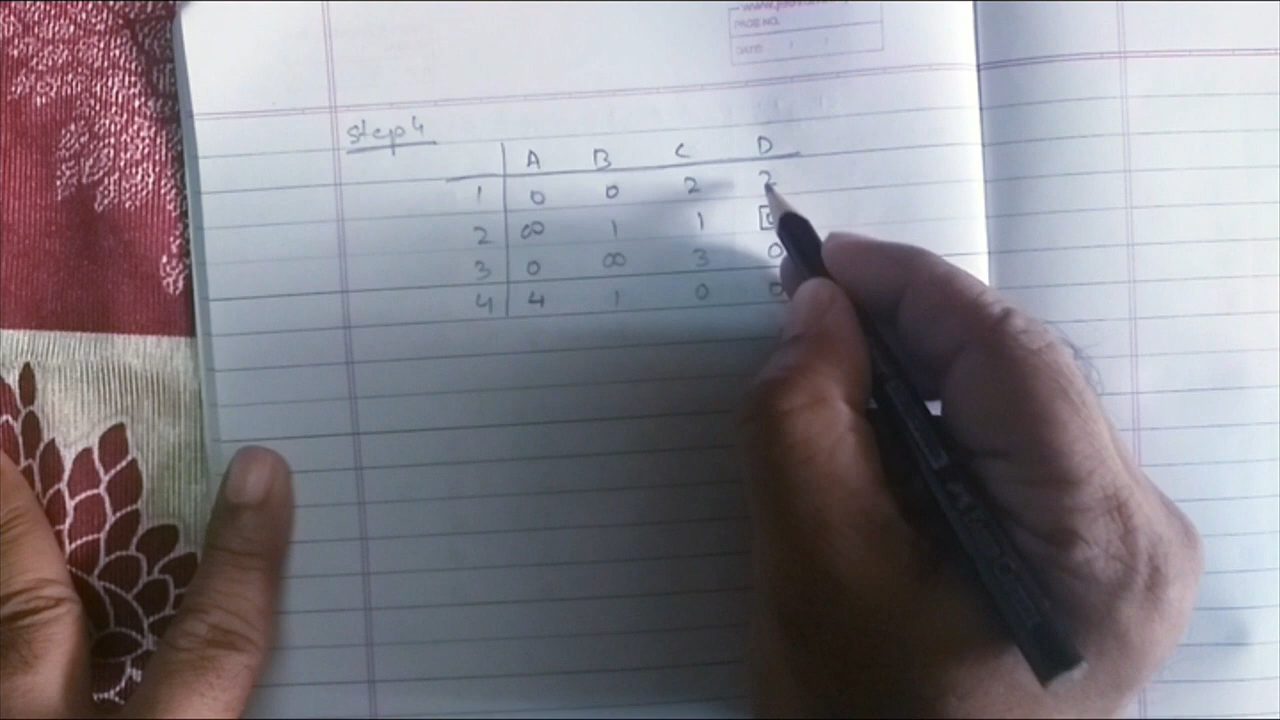 PAGE NO.
DATE: / /
Step 4
A B C D
1 0 0 2 2
2 ∞ 1 1 0
3 0 ∞ 3 0
4 4 1 0 0